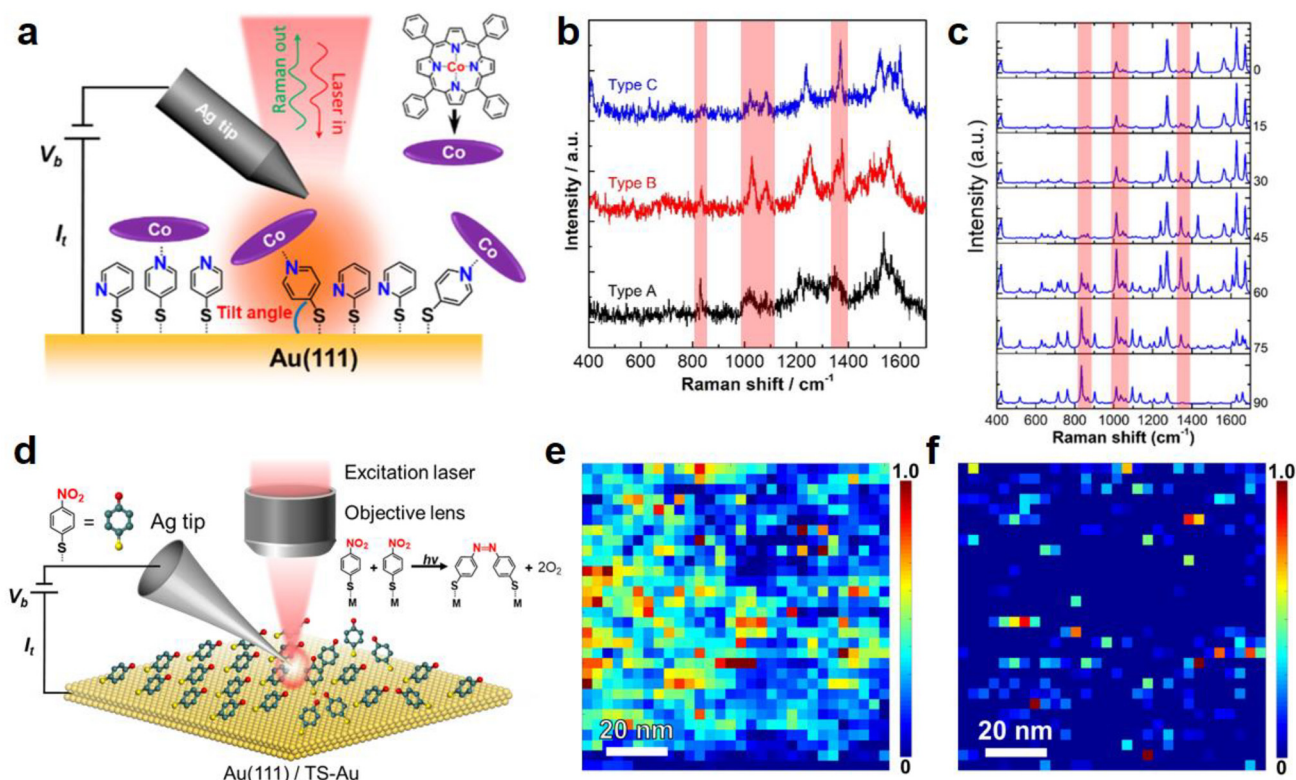 a
Raman out
Laser in
Ag tip
V_b
I_t
N
N
Co
N
N
Co
Co
Co
Co
N
N
N
N
N
N
N
S
S
S
S
S
S
S
Tilt angle
Au(111)
b
Intensity / a.u.
Type C
Type B
Type A
400 600 800 1000 1200 1400 1600
Raman shift / cm⁻¹
c
Intensity (a.u.)
0
15
30
45
60
75
90
400 600 800 1000 1200 1400 1600
Raman shift (cm⁻¹)
d
Excitation laser
Objective lens
NO₂
=
S
Ag tip
V_b
I_t
NO₂ NO₂ N=N
+ hν + 2O₂
S S S S
M M M M
Au(111) / TS-Au
e
1.0
20 nm
0
f
1.0
20 nm
0